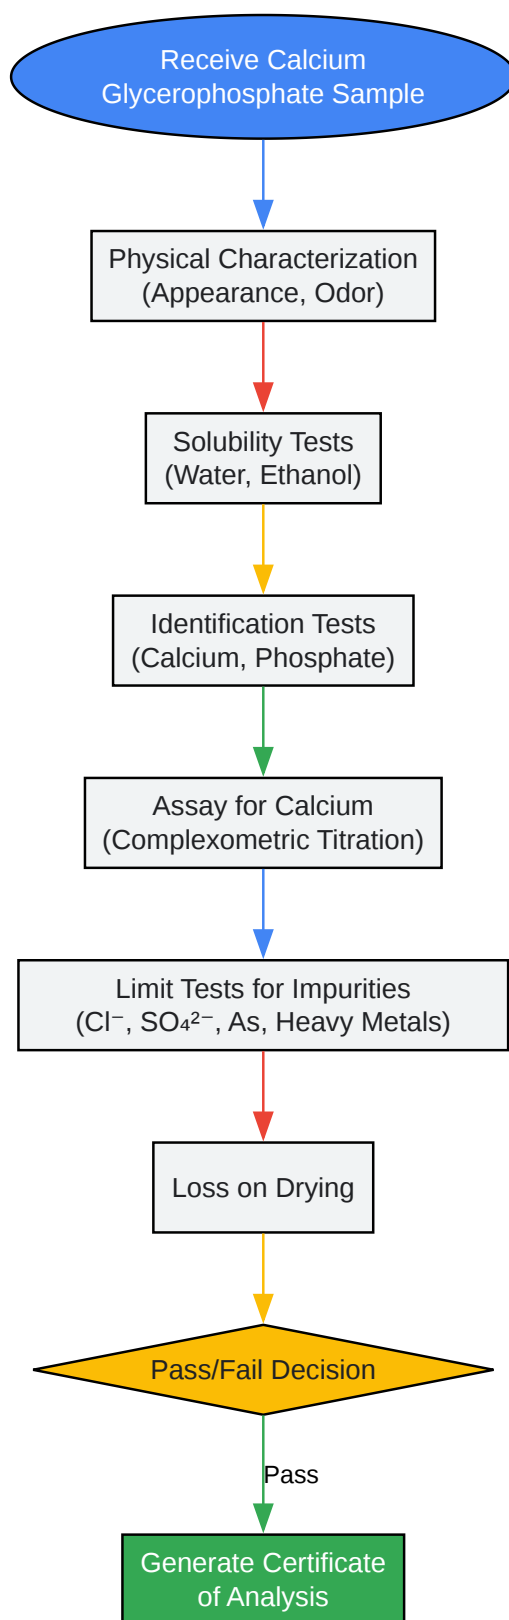 Receive Calcium
Glycerophosphate Sample
Physical Characterization
(Appearance, Odor)
Solubility Tests
(Water, Ethanol)
Identification Tests
(Calcium, Phosphate)
Assay for Calcium
(Complexometric Titration)
Limit Tests for Impurities
(Cl⁻, SO₄²⁻, As, Heavy Metals)
Loss on Drying
Pass/Fail Decision
Pass
Generate Certificate
of Analysis